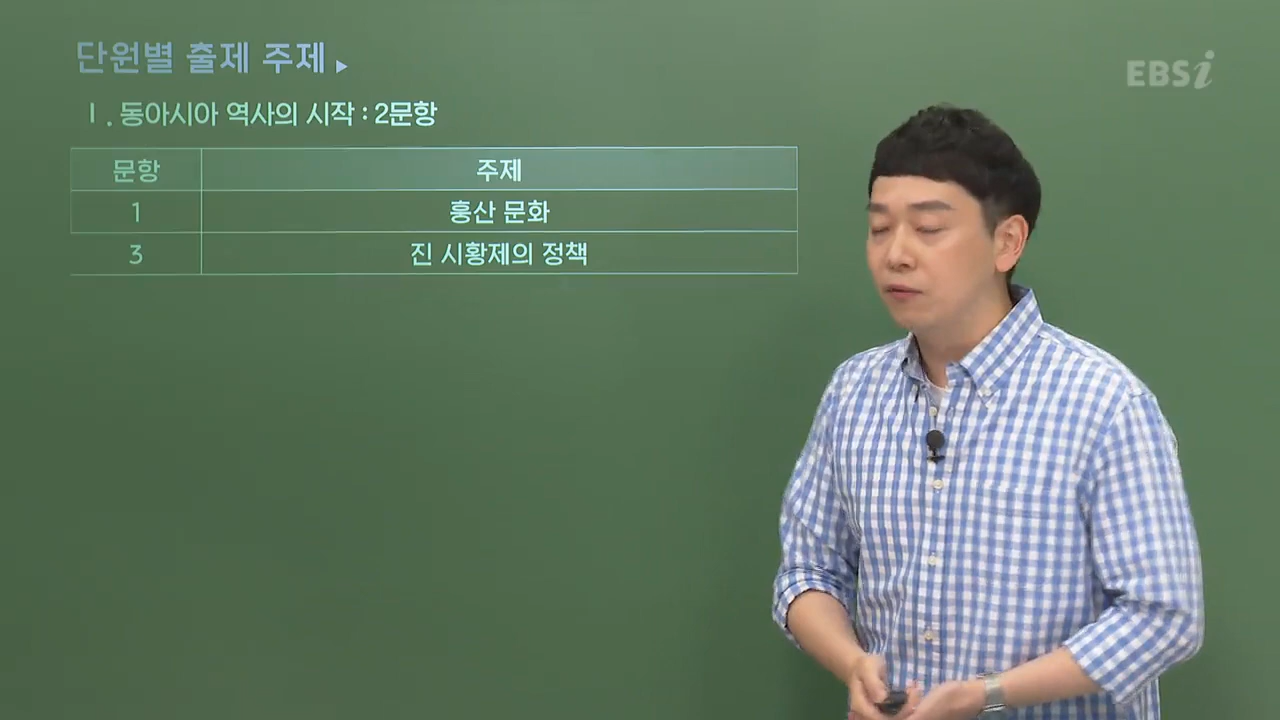 단원별 출제 주제
EBSi
Ⅰ. 동아시아 역사의 시작 : 2문항
문항 주제
1 훙산 문화
3 진 시황제의 정책